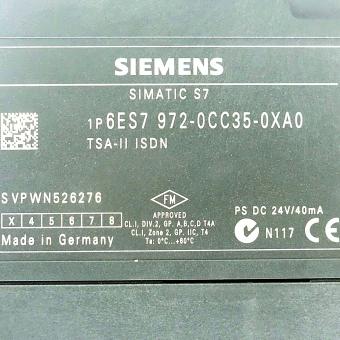 SIEMENS
SIMATIC S7
1P 6ES7 972-0CC35-0XA0
TSA-II ISDN
SVPWN526276
X 4 5 6 7 8
Made in Germany
FM
APPROVED
CL.I, DIV.2, GP. A,B,C,D T4A
CL.I, Zone 2, GP. IIC, T4
Ta: 0°C...+60°C
PS DC 24V/40mA
N117 CE